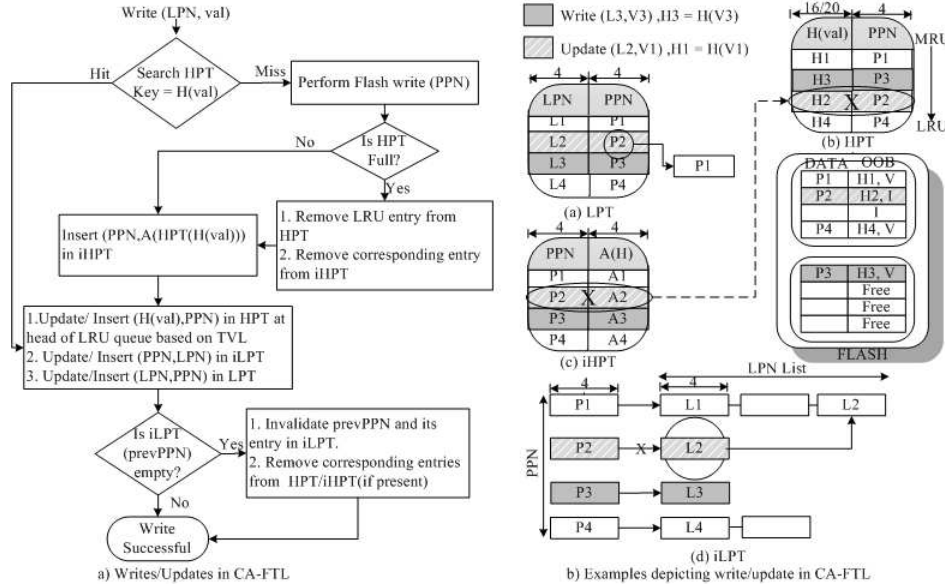 Write (LPN, val)
Hit
Search HPT
Key = H(val)
Miss
Perform Flash write (PPN)
No
Is HPT
Full?
Yes
Insert (PPN,A(HPT(H(val)))
in iHPT
1. Remove LRU entry from
HPT
2. Remove corresponding entry
from iHPT
1.Update/ Insert (H(val),PPN) in HPT at
head of LRU queue based on TVL
2. Update/ Insert (PPN,LPN) in iLPT
3. Update/Insert (LPN,PPN) in LPT
Is iLPT
(prevPPN)
empty?
Yes
1. Invalidate prevPPN and its
entry in iLPT.
2. Remove corresponding entries
from HPT/iHPT(if present)
No
Write
Successful
a) Writes/Updates in CA-FTL
Write (L3,V3) ,H3 = H(V3)
Update (L2,V1) ,H1 = H(V1)
4 4
LPN PPN
L1 P1
L2 P2
L3 P3
L4 P4
P1
(a) LPT
16/20 4
H(val) PPN
H1 P1
H3 P3
H2 X P2
H4 P4
MRU
LRU
(b) HPT
4 4
PPN A(H)
P1 A1
P2 X A2
P3 A3
P4 A4
(c) iHPT
DATA OOB
P1 H1, V
P2 H2, I
I
P4 H4, V
P3 H3, V
Free
Free
Free
FLASH
LPN List
4 4
PPN
P1 L1 L2
P2 X L2
P3 L3
P4 L4
(d) iLPT
b) Examples depicting write/update in CA-FTL